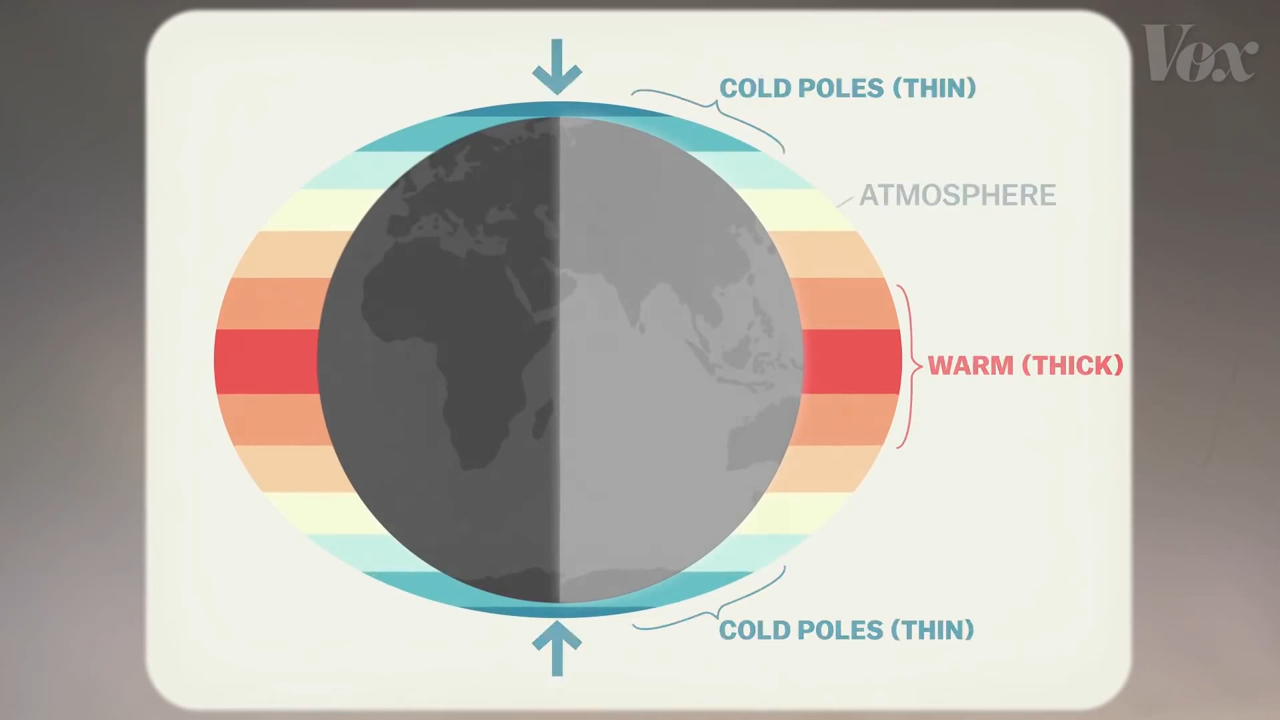 Vox
COLD POLES (THIN)
ATMOSPHERE
WARM (THICK)
COLD POLES (THIN)